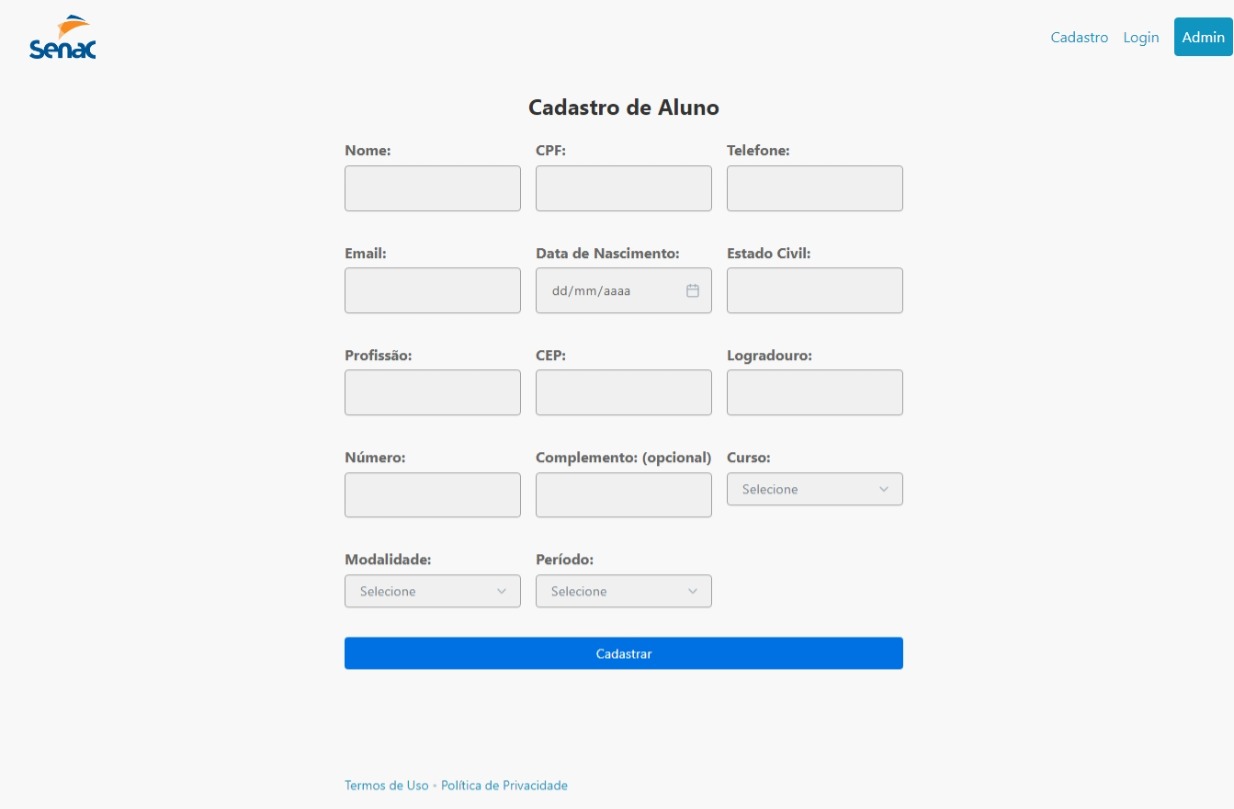 Senac
Cadastro Login Admin
Cadastro de Aluno
Nome: CPF: Telefone:
Email: Data de Nascimento: Estado Civil:
dd/mm/aaaa
Profissão: CEP: Logradouro:
Número: Complemento: (opcional) Curso:
Selecione
Modalidade: Período:
Selecione Selecione
Cadastrar
Termos de Uso - Política de Privacidade